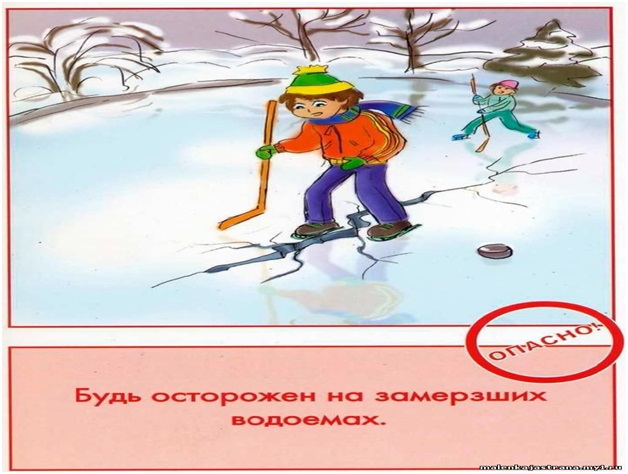 ОПАСНО!
Будь осторожен на замерзших
водоемах.
malenkajastrana.my1.ru